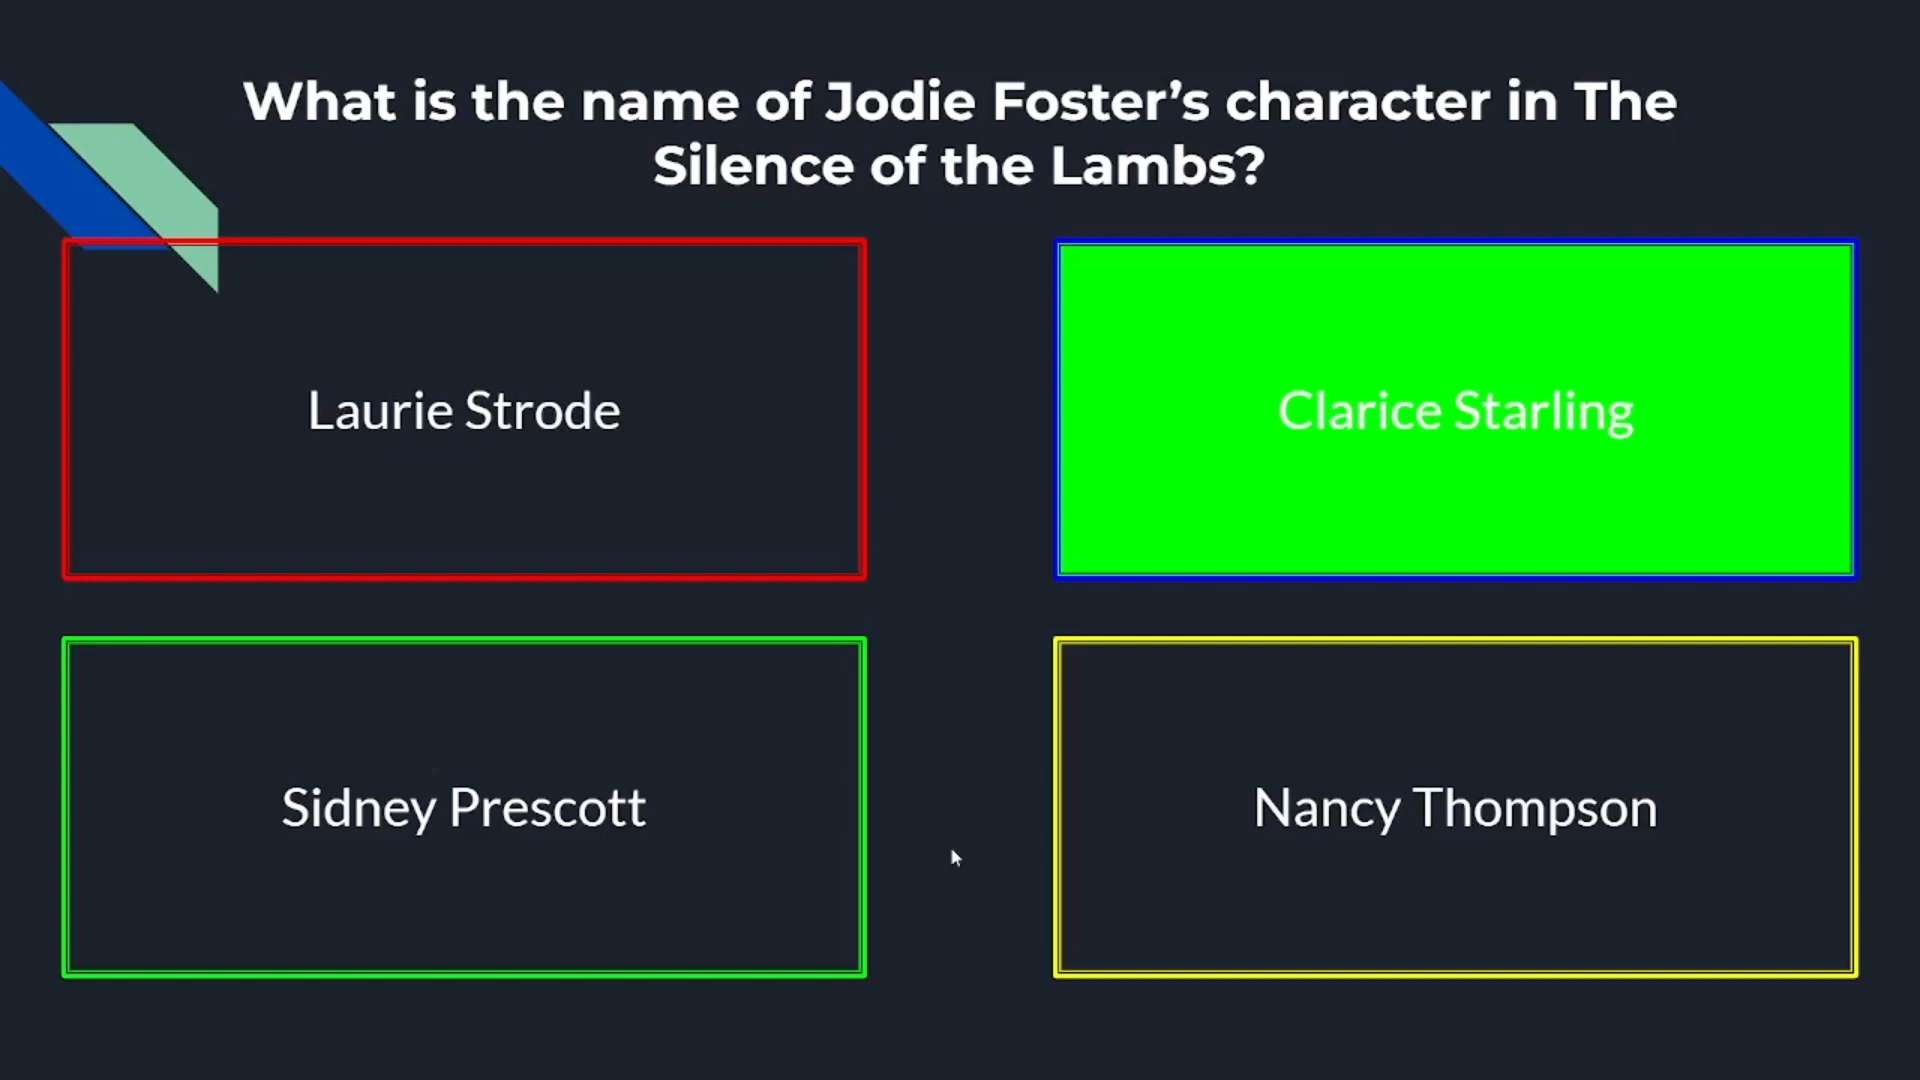 What is the name of Jodie Foster’s character in The
Silence of the Lambs?
Laurie Strode
Clarice Starling
Sidney Prescott
Nancy Thompson